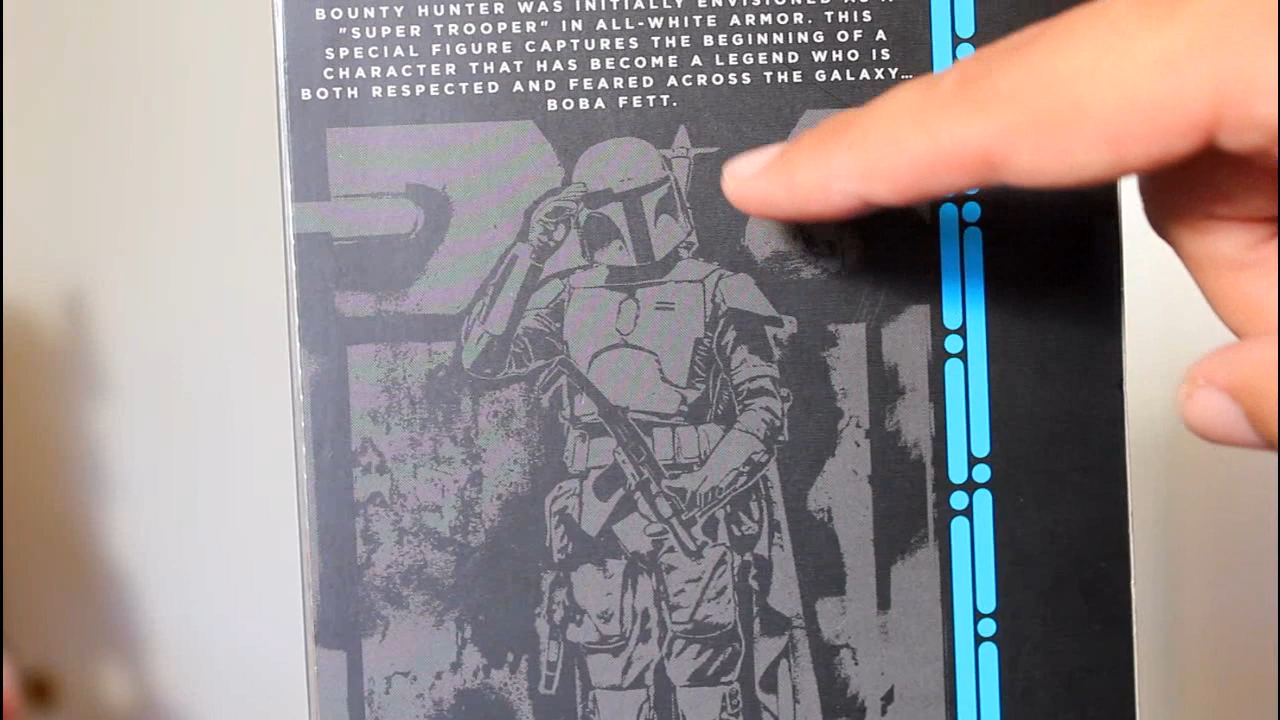 BOUNTY HUNTER WAS INITIALLY ENVISIONED AS A
"SUPER TROOPER" IN ALL-WHITE ARMOR. THIS
SPECIAL FIGURE CAPTURES THE BEGINNING OF A
CHARACTER THAT HAS BECOME A LEGEND WHO IS
BOTH RESPECTED AND FEARED ACROSS THE GALAXY...
BOBA FETT.